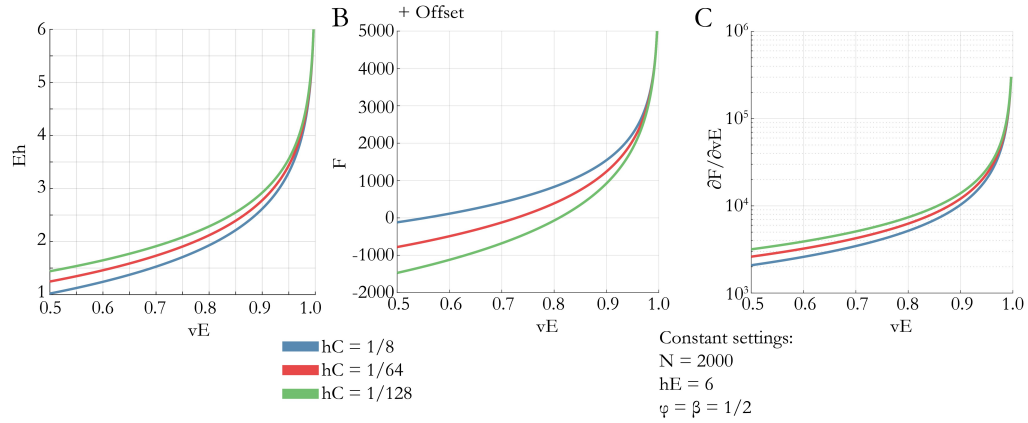 B
+ Offset
C
6
5
4
3
2
1
Eh
0.5
0.6
0.7
0.8
0.9
1.0
vE
5000
4000
3000
2000
1000
0
-1000
-2000
F
0.5
0.6
0.7
0.8
0.9
1.0
vE
10⁶
10⁵
10⁴
10³
∂F/∂vE
0.5
0.6
0.7
0.8
0.9
1.0
vE
hC = 1/8
hC = 1/64
hC = 1/128
Constant settings:
N = 2000
hE = 6
φ = β = 1/2